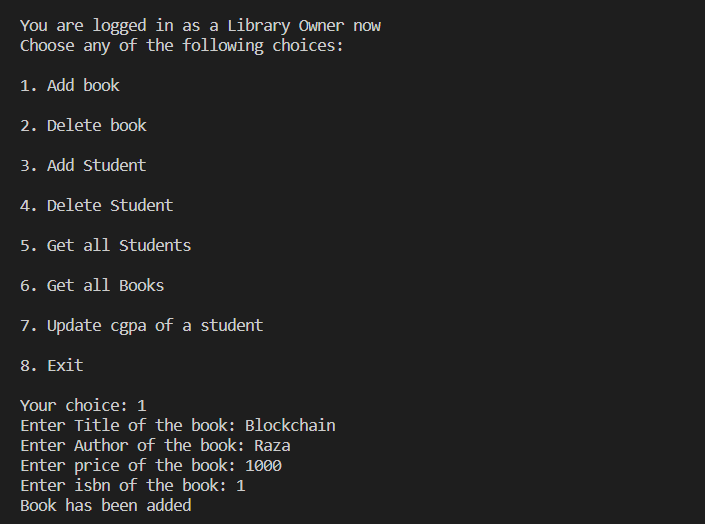 You are logged in as a Library Owner now
Choose any of the following choices:
1. Add book
2. Delete book
3. Add Student
4. Delete Student
5. Get all Students
6. Get all Books
7. Update cgpa of a student
8. Exit
Your choice: 1
Enter Title of the book: Blockchain
Enter Author of the book: Raza
Enter price of the book: 1000
Enter isbn of the book: 1
Book has been added